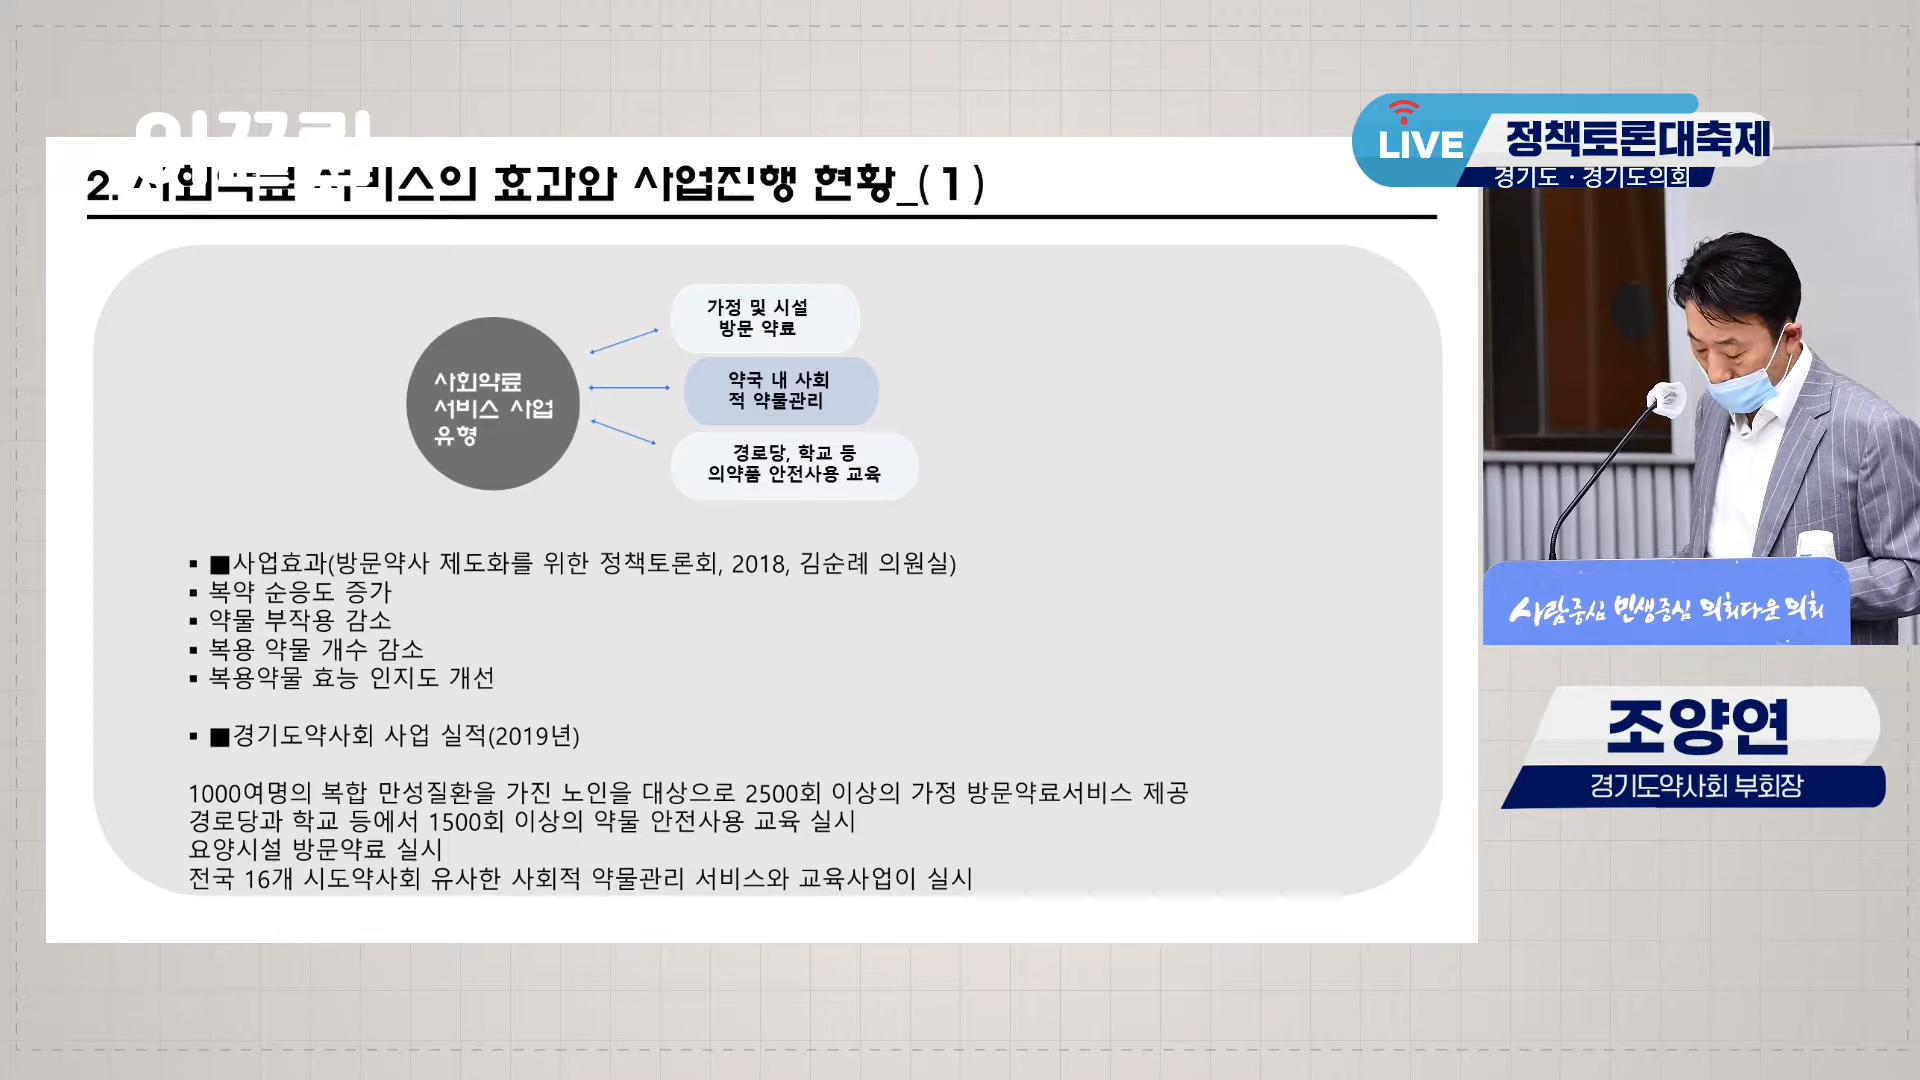 LIVE 정책토론대축제
경기도 · 경기도의회
2. 사회약료 서비스의 효과와 사업진행 현황_(1)
사회약료
서비스 사업
유형
가정 및 시설
방문 약료
약국 내 사회
적 약물관리
경로당, 학교 등
의약품 안전사용 교육
▪ ■사업효과(방문약사 제도화를 위한 정책토론회, 2018, 김순례 의원실)
▪ 복약 순응도 증가
▪ 약물 부작용 감소
▪ 복용 약물 개수 감소
▪ 복용약물 효능 인지도 개선
▪ ■경기도약사회 사업 실적(2019년)
1000여명의 복합 만성질환을 가진 노인을 대상으로 2500회 이상의 가정 방문약료서비스 제공
경로당과 학교 등에서 1500회 이상의 약물 안전사용 교육 실시
요양시설 방문약료 실시
전국 16개 시도약사회 유사한 사회적 약물관리 서비스와 교육사업이 실시
사람중심 민생중심 의회다운 의회
조양연
경기도약사회 부회장